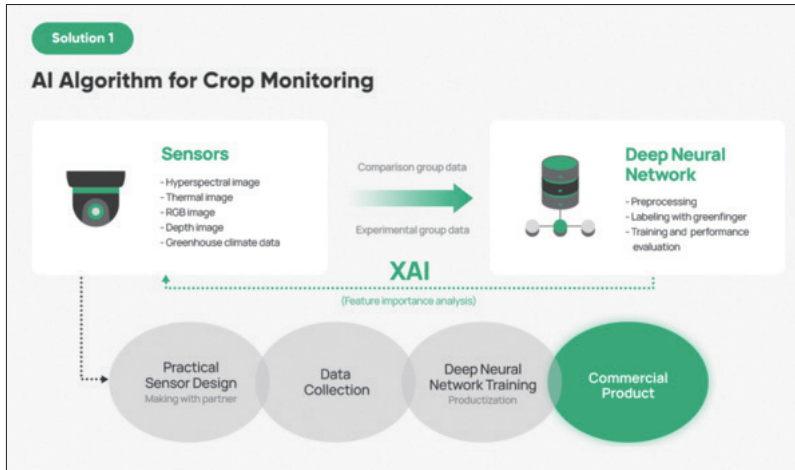 Solution 1
AI Algorithm for Crop Monitoring
Sensors
- Hyperspectral image
- Thermal image
- RGB image
- Depth image
- Greenhouse climate data
Comparison group data
Experimental group data
Deep Neural
Network
- Preprocessing
- Labeling with greenfinger
- Training and performance
evaluation
XAI
(Feature importance analysis)
Practical
Sensor Design
Making with partner
Data
Collection
Deep Neural
Network Training
Productization
Commercial
Product